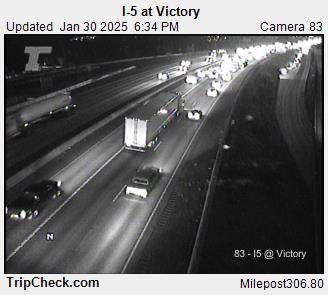 I-5 at Victory
Updated Jan 30 2025 6:34 PM Camera 83
N
83 - I5 @ Victory
TripCheck.com Milepost306.80